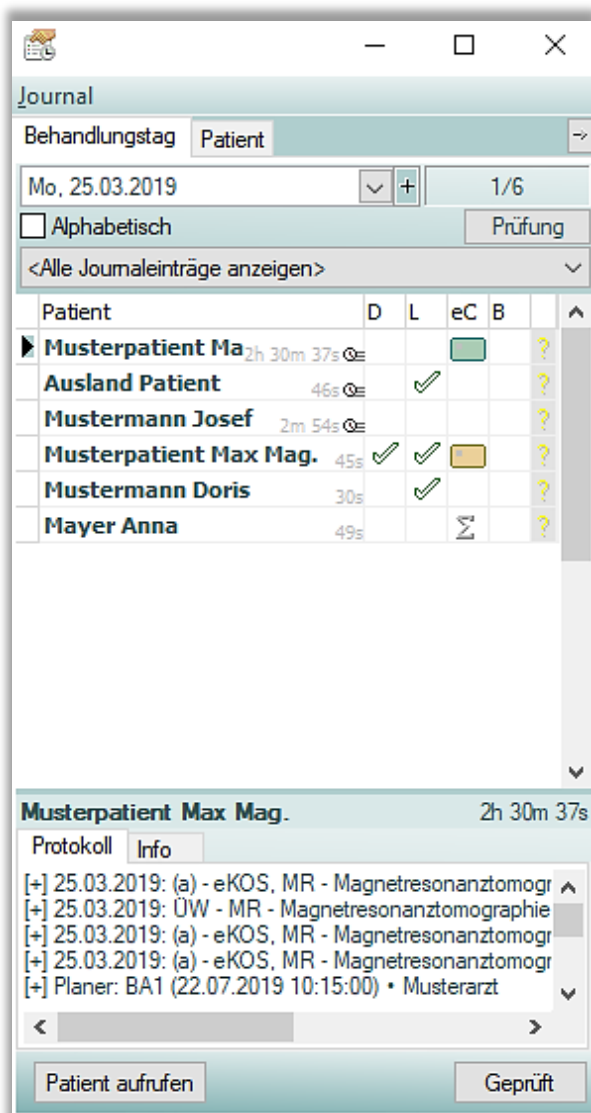 Journal
Behandlungstag Patient
Mo, 25.03.2019 + 1/6
Alphabetisch Prüfung
<Alle Journaleinträge anzeigen>
Patient D L eC B
Musterpatient Ma 2h 30m 37s ?
Ausland Patient 46s ?
Mustermann Josef 2m 54s ?
Musterpatient Max Mag. 45s ?
Mustermann Doris 30s ?
Mayer Anna 49s Σ ?
Musterpatient Max Mag. 2h 30m 37s
Protokoll Info
[+] 25.03.2019: (a) - eKOS, MR - Magnetresonanztomogr
[+] 25.03.2019: ÜW - MR - Magnetresonanztomographie
[+] 25.03.2019: (a) - eKOS, MR - Magnetresonanztomogr
[+] 25.03.2019: (a) - eKOS, MR - Magnetresonanztomogr
[+] Planer: BA1 (22.07.2019 10:15:00) • Musterarzt
Patient aufrufen Geprüft